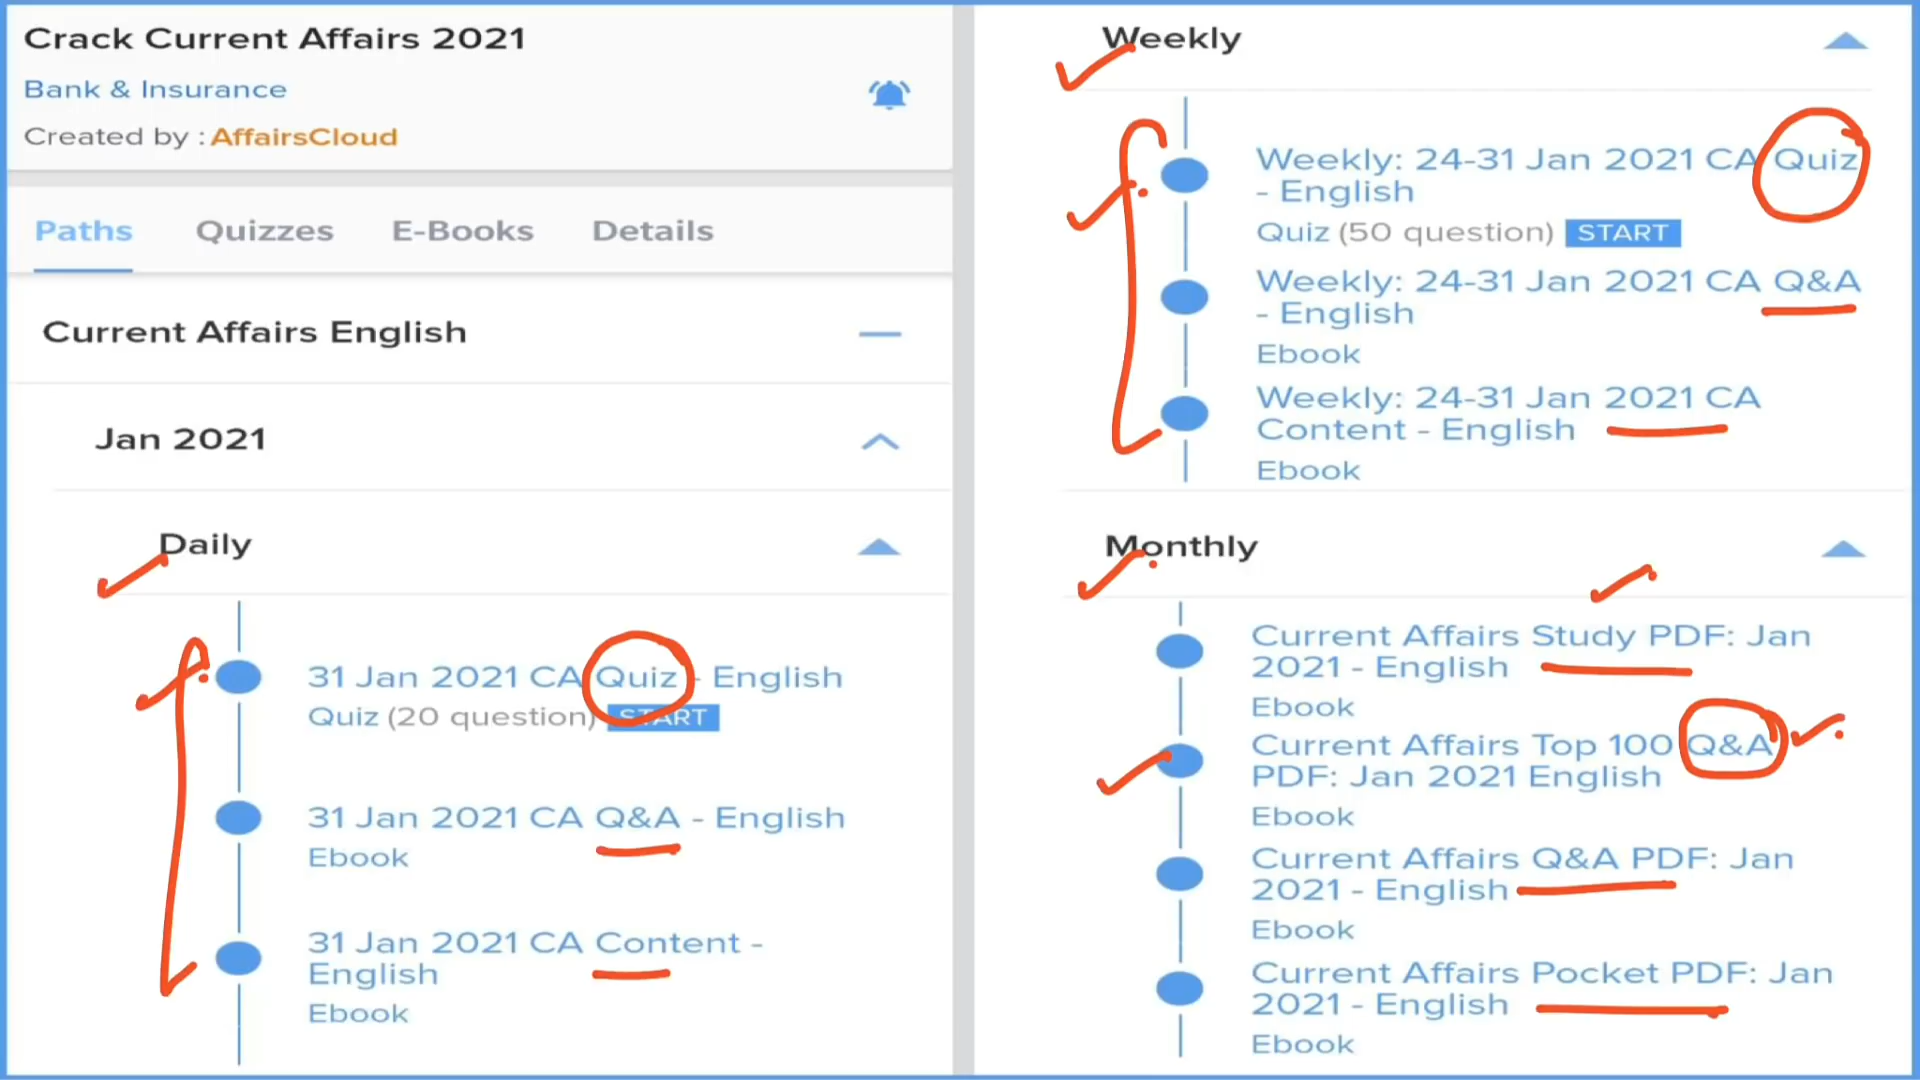 Crack Current Affairs 2021
Bank & Insurance
Created by : AffairsCloud
Paths
Quizzes
E-Books
Details
Current Affairs English
Jan 2021
Daily
31 Jan 2021 CA Quiz - English
Quiz (20 question) START
31 Jan 2021 CA Q&A - English
Ebook
31 Jan 2021 CA Content -
English
Ebook
Weekly
Weekly: 24-31 Jan 2021 CA Quiz
- English
Quiz (50 question) START
Weekly: 24-31 Jan 2021 CA Q&A
- English
Ebook
Weekly: 24-31 Jan 2021 CA
Content - English
Ebook
Monthly
Current Affairs Study PDF: Jan
2021 - English
Ebook
Current Affairs Top 100 Q&A
PDF: Jan 2021 English
Ebook
Current Affairs Q&A PDF: Jan
2021 - English
Ebook
Current Affairs Pocket PDF: Jan
2021 - English
Ebook